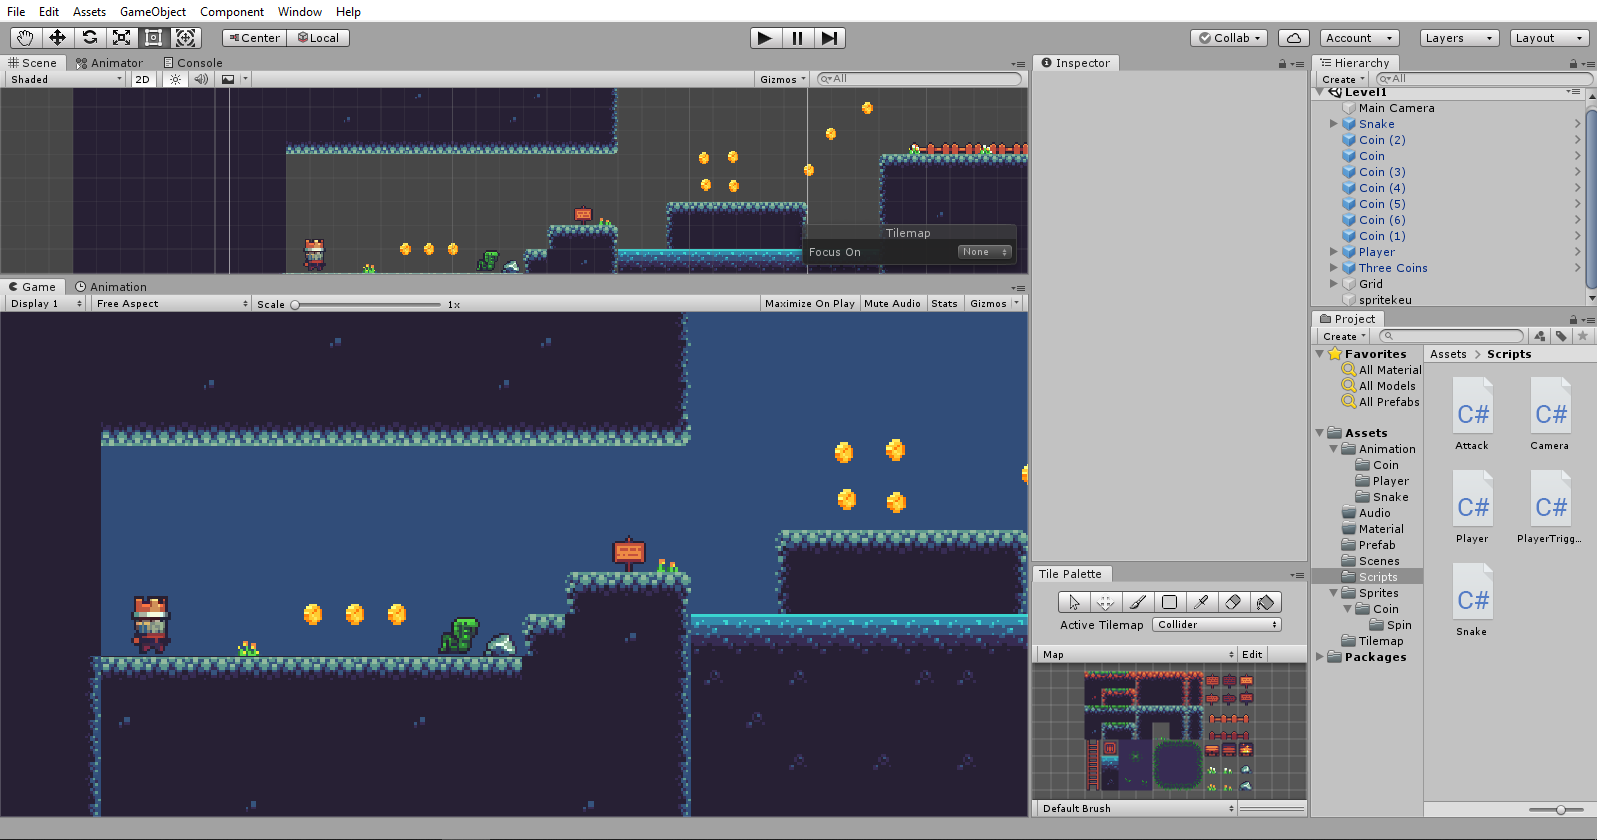 File Edit Assets GameObject Component Window Help
Center Local
Collab Account Layers Layout
Scene Animator Console
Shaded 2D Gizmos All
Tilemap
Focus On None
Game Animation
Display 1 Free Aspect Scale 1x Maximize On Play Mute Audio Stats Gizmos
Inspector
Tile Palette
Active Tilemap Collider
Map Edit
Default Brush
Hierarchy
Create All
Level1
Main Camera
Snake
Coin (2)
Coin
Coin (3)
Coin (4)
Coin (5)
Coin (6)
Coin (1)
Player
Three Coins
Grid
spritekeu
Project
Create
Favorites
All Material
All Models
All Prefabs
Assets
Animation
Coin
Player
Snake
Audio
Material
Prefab
Scenes
Scripts
Sprites
Coin
Spin
Tilemap
Packages
Assets > Scripts
C# C#
Attack Camera
C# C#
Player PlayerTrigg...
C#
Snake